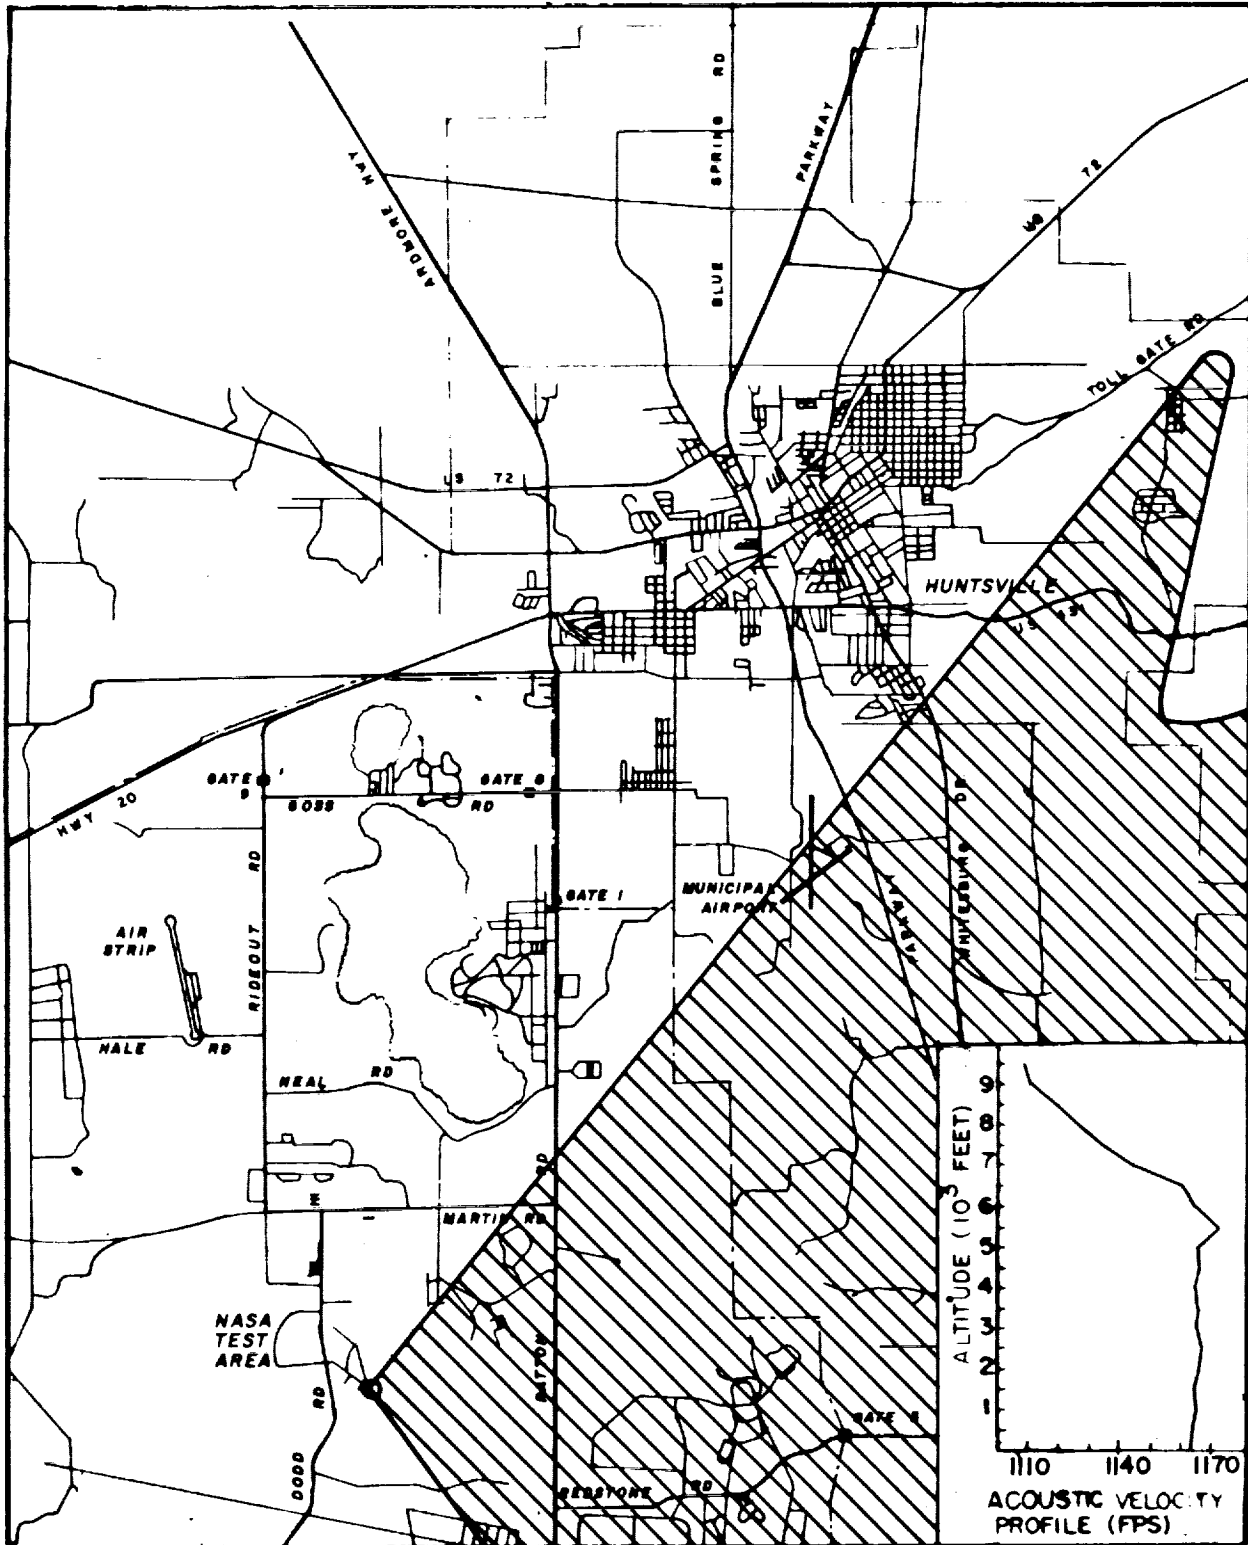 SPRING RD
BLUE
PARKWAY
ARDMORE HWY
US 72
TOLL GATE RD
US 72
HUNTSVILLE
US 431
GATE 9
GOSS RD
GATE 8
HWY 20
RIDEOUT RD
GATE 1
MUNICIPAL
AIRPORT
AIR
STRIP
PARKWAY
WHITESBURG DR
HALE RD
NEAL RD
MARTIN RD
PATTON RD
NASA
TEST
AREA
DODD RD
GATE
REDSTONE RD
ALTITUDE (10³ FEET)
9
8
7
6
5
4
3
2
1
1110 1140 1170
ACOUSTIC VELOCITY
PROFILE (FPS)